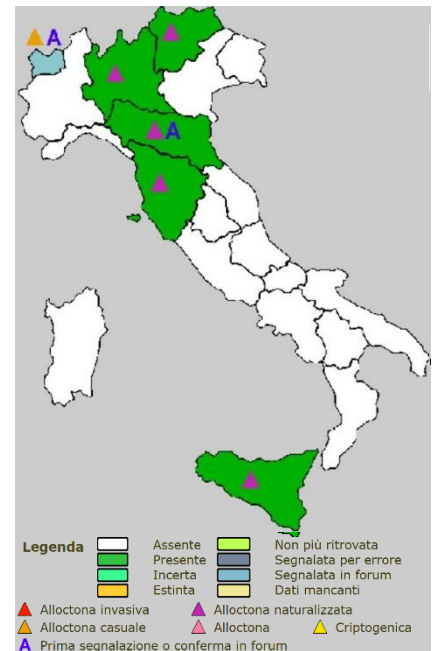 A
A
Legenda
Assente Non più ritrovata
Presente Segnalata per errore
Incerta Segnalata in forum
Estinta Dati mancanti
Alloctona invasiva Alloctona naturalizzata
Alloctona casuale Alloctona Criptogenica
A Prima segnalazione o conferma in forum